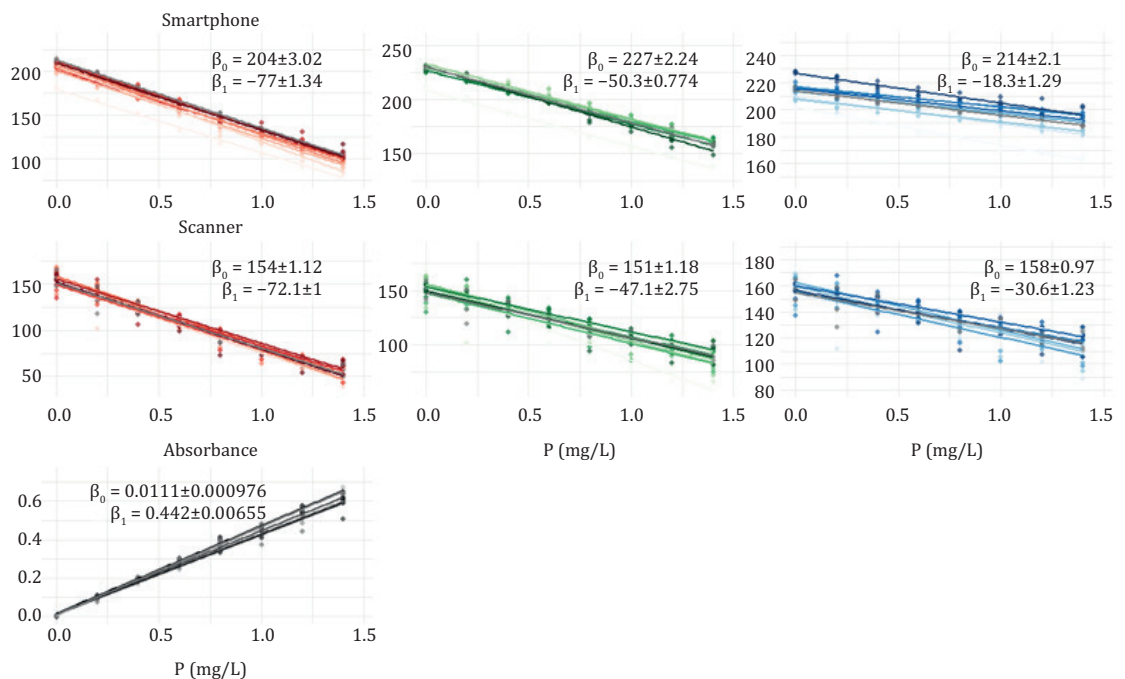 Smartphone
β₀ = 204±3.02
β₁ = −77±1.34
200
150
100
0.0 0.5 1.0 1.5
β₀ = 227±2.24
β₁ = −50.3±0.774
250
200
150
0.0 0.5 1.0 1.5
β₀ = 214±2.1
β₁ = −18.3±1.29
240
220
200
180
160
0.0 0.5 1.0 1.5
Scanner
β₀ = 154±1.12
β₁ = −72.1±1
150
100
50
0.0 0.5 1.0 1.5
β₀ = 151±1.18
β₁ = −47.1±2.75
150
100
0.0 0.5 1.0 1.5
P (mg/L)
β₀ = 158±0.97
β₁ = −30.6±1.23
180
160
140
120
100
80
0.0 0.5 1.0 1.5
P (mg/L)
Absorbance
β₀ = 0.0111±0.000976
β₁ = 0.442±0.00655
0.6
0.4
0.2
0.0
0.0 0.5 1.0 1.5
P (mg/L)